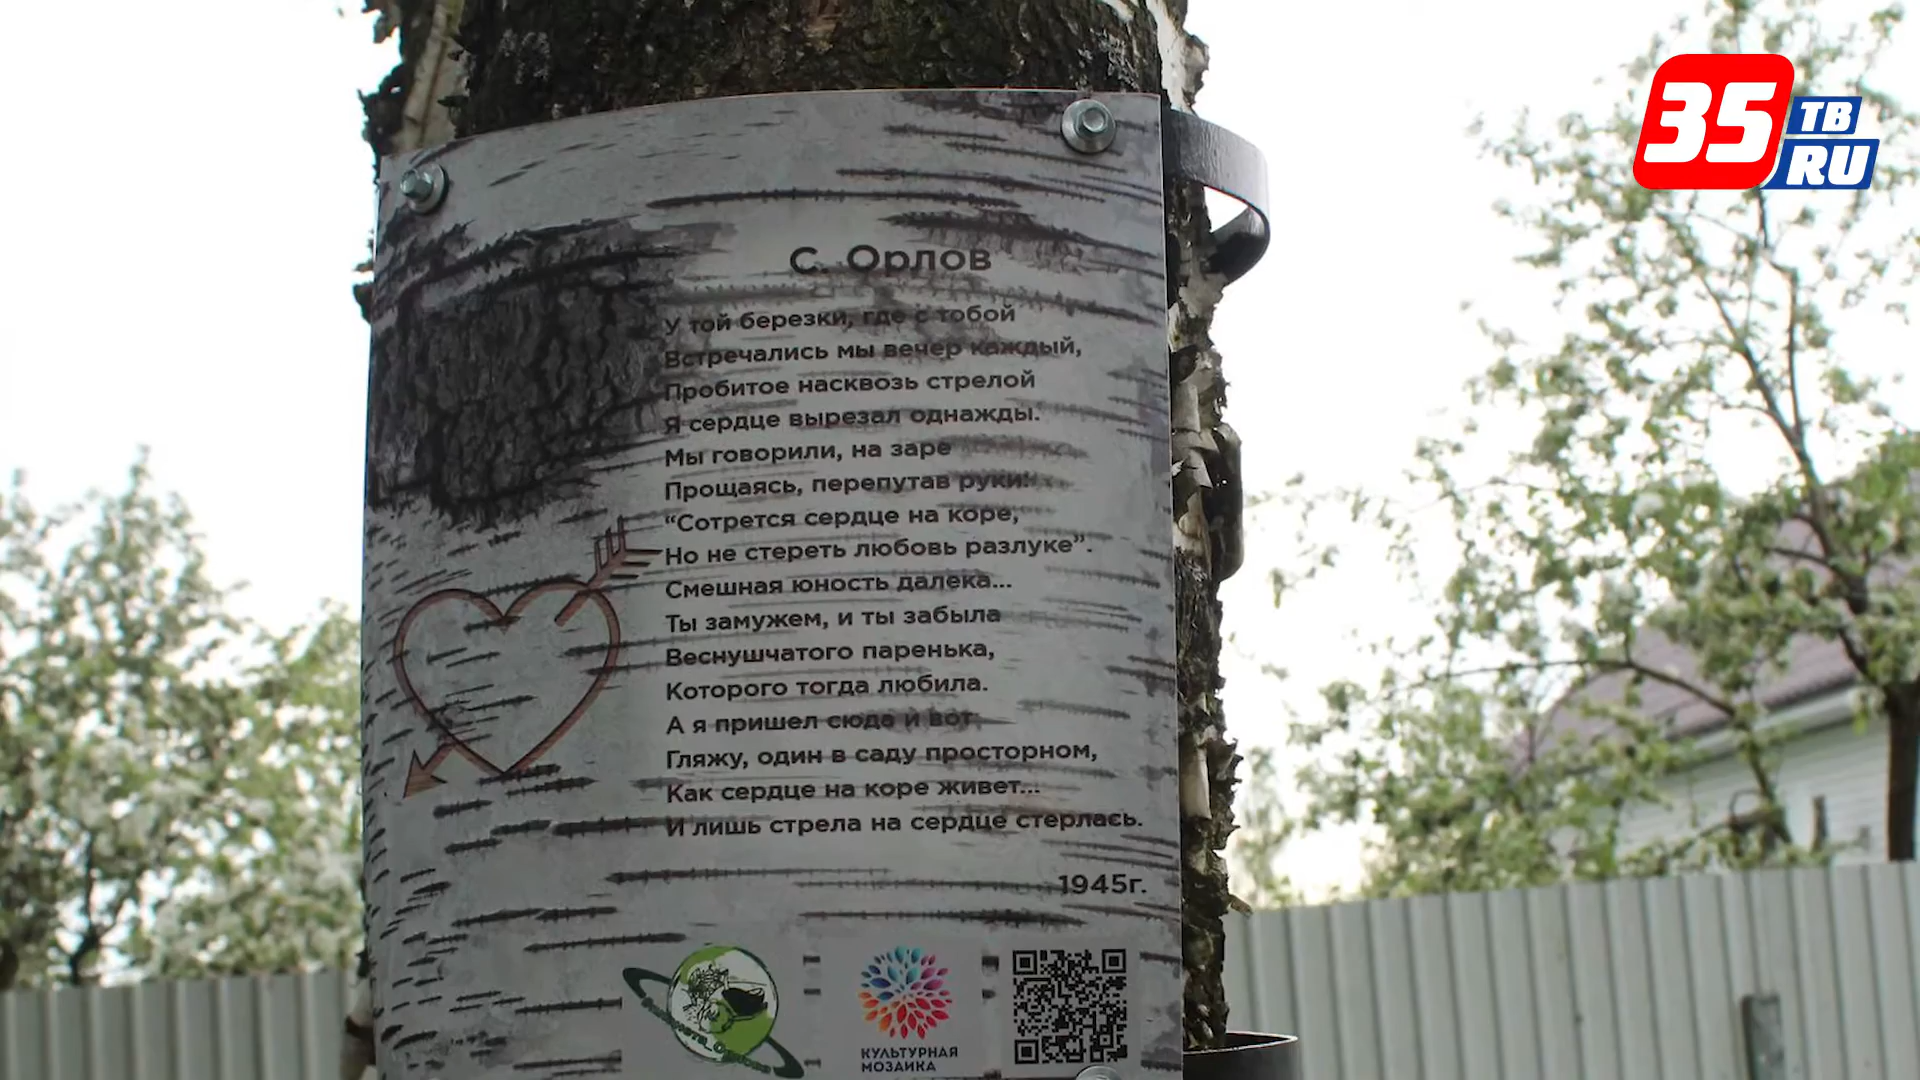 35
ТВ
RU
С. Орлов
У той березки, где с тобой
Встречались мы вечер каждый,
Пробитое насквозь стрелой
Я сердце вырезал однажды.
Мы говорили, на заре
Прощаясь, перепутав руки:
“Сотрется сердце на коре,
Но не стереть любовь разлуке”.
Смешная юность далека...
Ты замужем, и ты забыла
Веснушчатого паренька,
Которого тогда любила.
А я пришел сюда и вот
Гляжу, один в саду просторном,
Как сердце на коре живет...
И лишь стрела на сердце стерлась.
1945г.
КУЛЬТУРНАЯ
МОЗАИКА